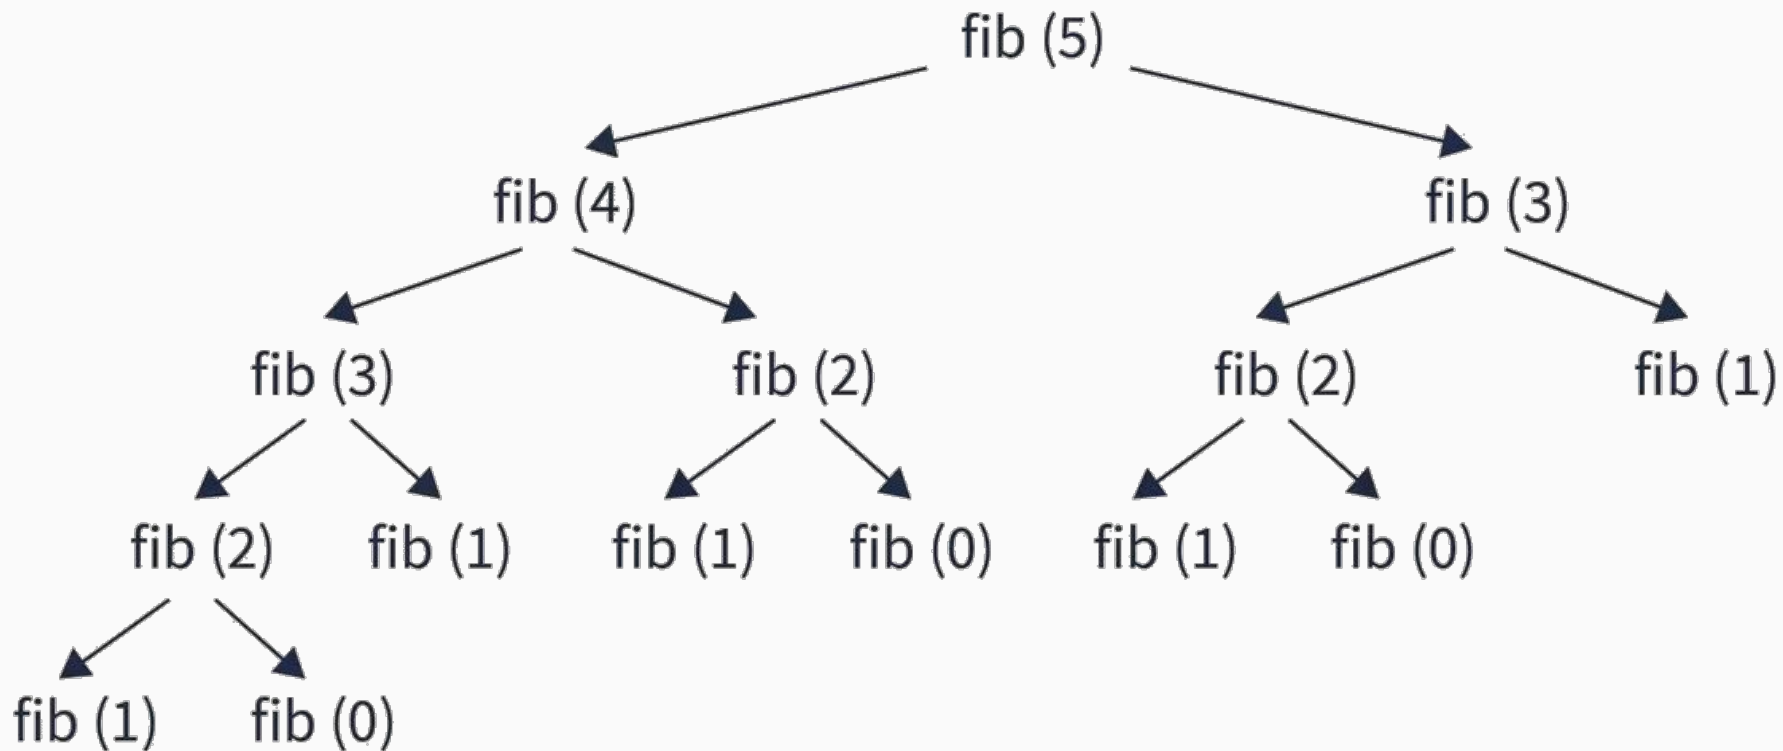 fib (5)
fib (4) fib (3)
fib (3) fib (2) fib (2) fib (1)
fib (2) fib (1) fib (1) fib (0) fib (1) fib (0)
fib (1) fib (0)